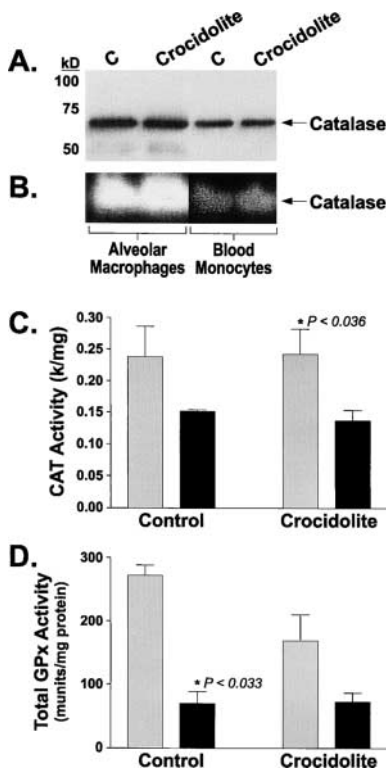 A.
kD
C
Crocidolite
C
Crocidolite
100
75
50
Catalase
B.
Catalase
Alveolar
Macrophages
Blood
Monocytes
C.
CAT Activity (k/mg)
0.30
0.25
0.20
0.15
0.10
0.05
0.00
* P < 0.036
Control
Crocidolite
D.
Total GPx Activity
(munits/mg protein)
300
200
100
0
* P < 0.033
Control
Crocidolite